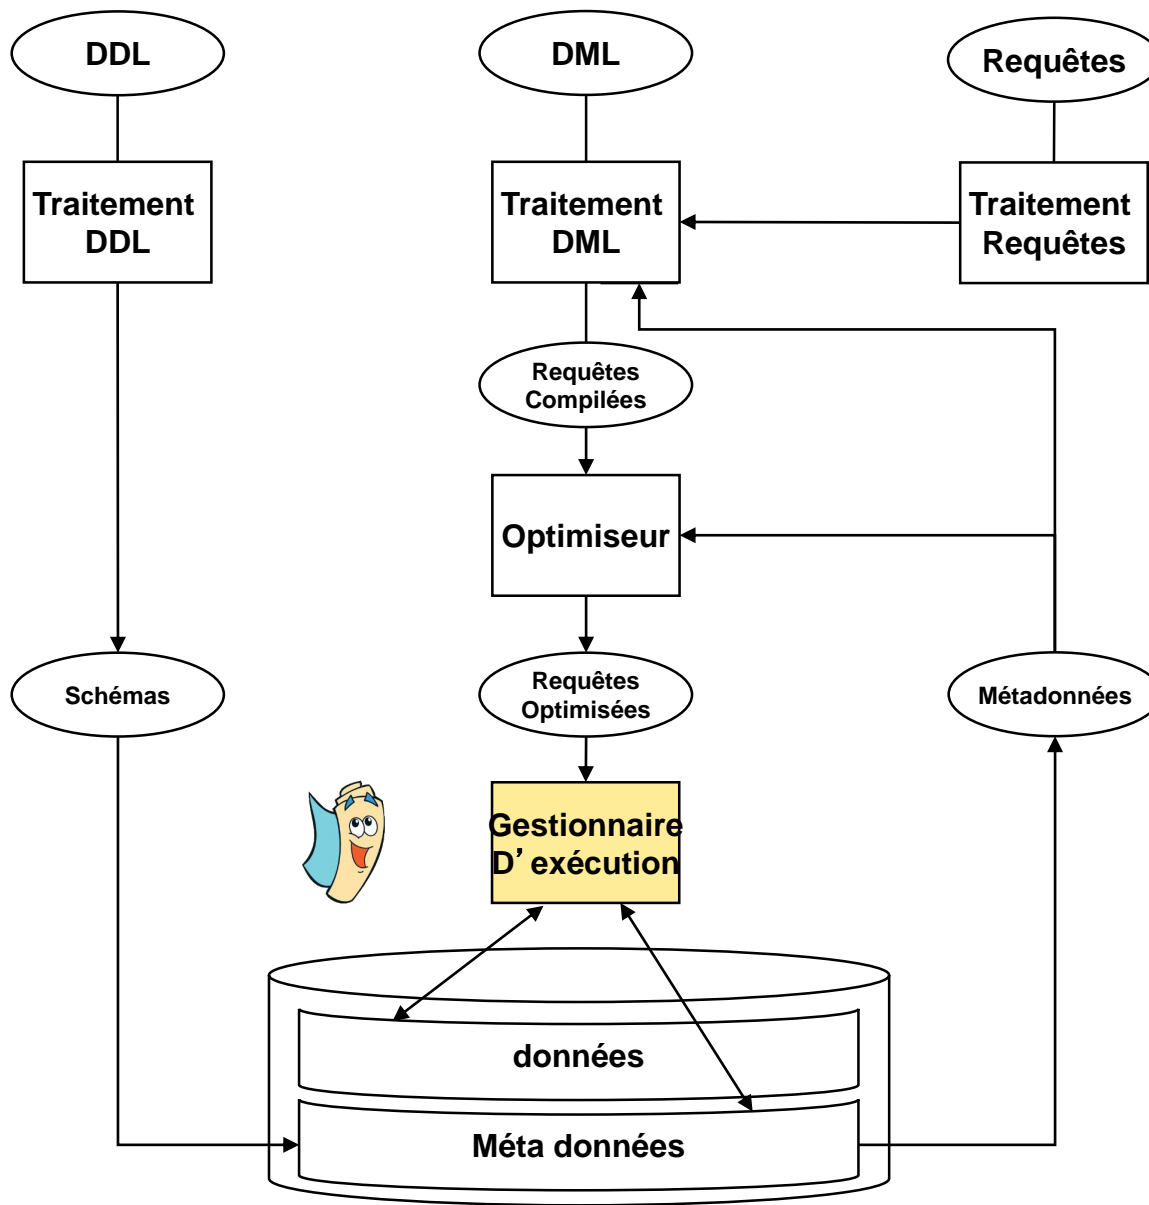 DDL
DML
Requêtes
Traitement
DDL
Traitement
DML
Traitement
Requêtes
Requêtes
Compilées
Optimiseur
Schémas
Requêtes
Optimisées
Métadonnées
Gestionnaire
D’ exécution
données
Méta données